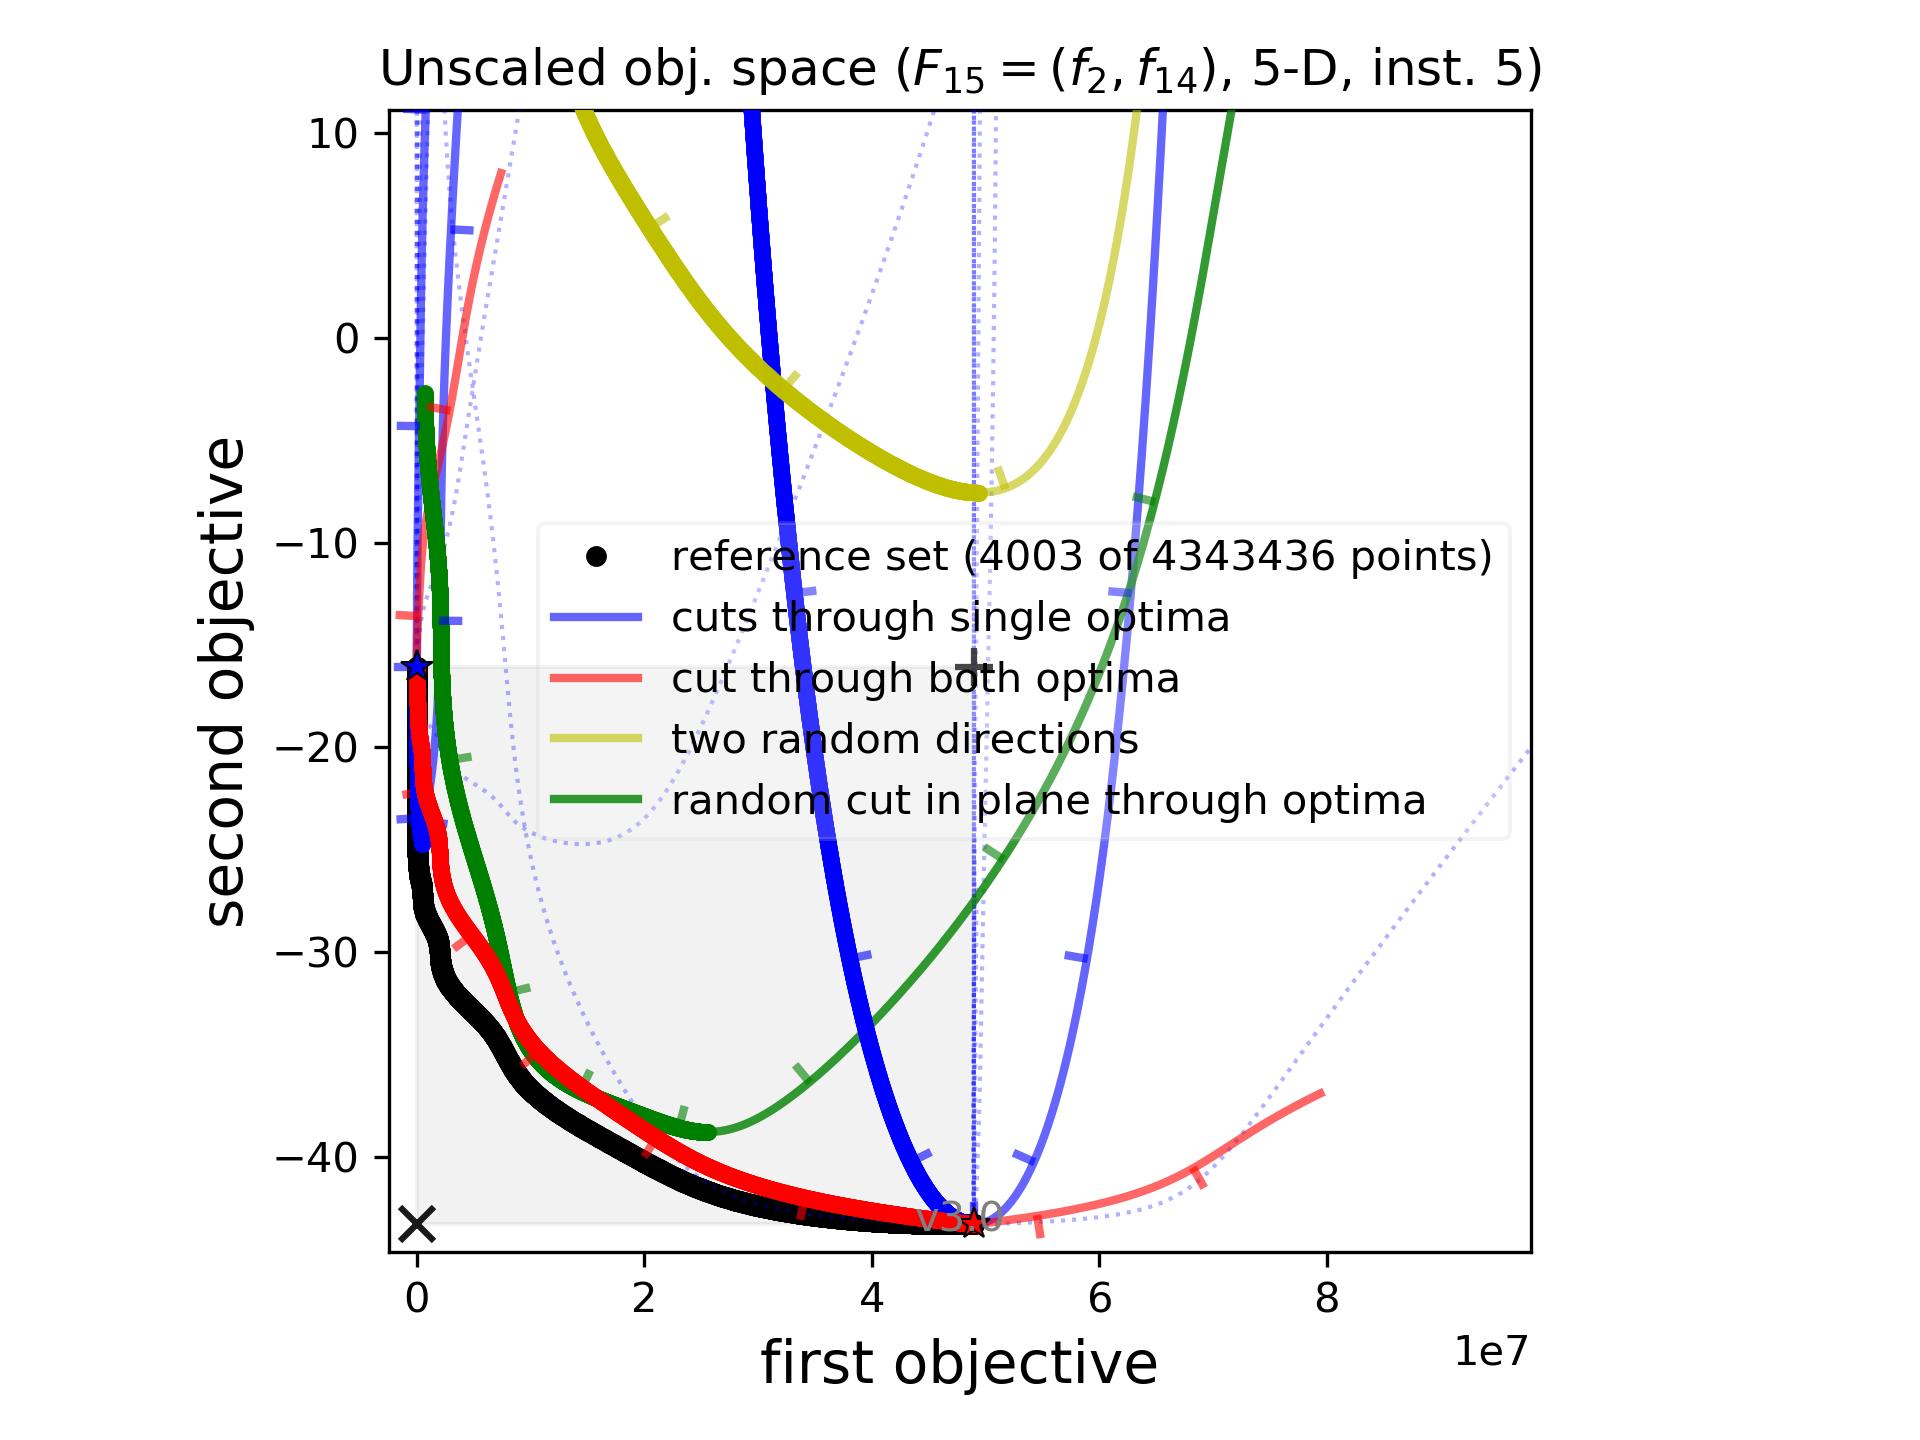 Unscaled obj. space (F15 = (f2, f14), 5-D, inst. 5)
10
0
−10
−20
−30
−40
second objective
reference set (4003 of 4343436 points)
cuts through single optima
cut through both optima
two random directions
random cut in plane through optima
v3.0
0 2 4 6 8
1e7
first objective